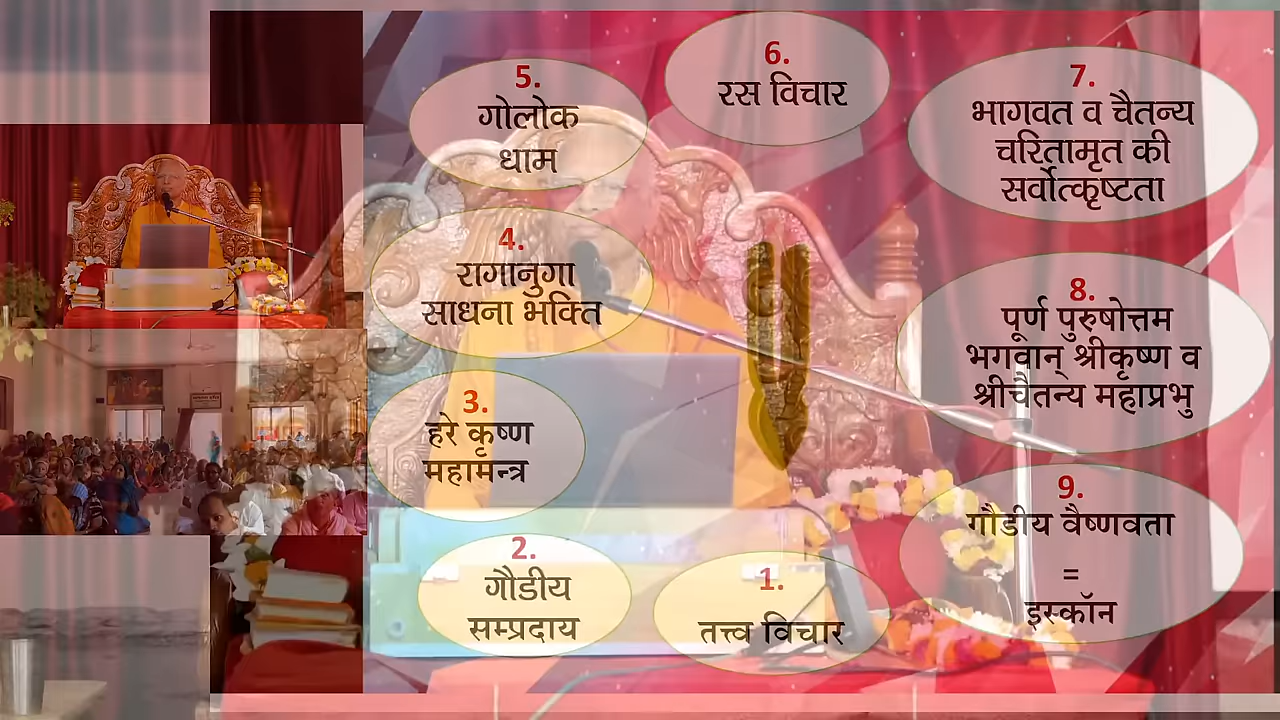 1.
तत्त्व विचार
2.
गौडीय
सम्प्रदाय
3.
हरे कृष्ण
महामन्त्र
4.
रागानुगा
साधना भक्ति
5.
गोलोक
धाम
6.
रस विचार
7.
भागवत व चैतन्य
चरितामृत की
सर्वोत्कृष्टता
8.
पूर्ण पुरुषोत्तम
भगवान् श्रीकृष्ण व
श्रीचैतन्य महाप्रभु
9.
गौडीय वैष्णवता
=
इस्कॉन